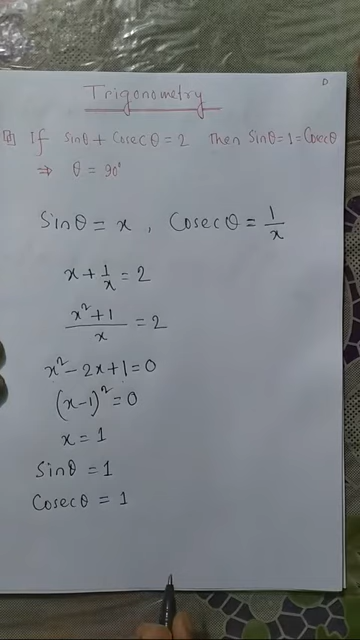 Trigonometry
If Sinθ + Cosecθ = 2 Then Sinθ = 1 = Cosecθ
⇒ θ = 90°
Sinθ = x , Cosecθ = 1/x
x + 1/x = 2
(x² + 1)/x = 2
x² - 2x + 1 = 0
(x-1)² = 0
x = 1
Sinθ = 1
Cosecθ = 1